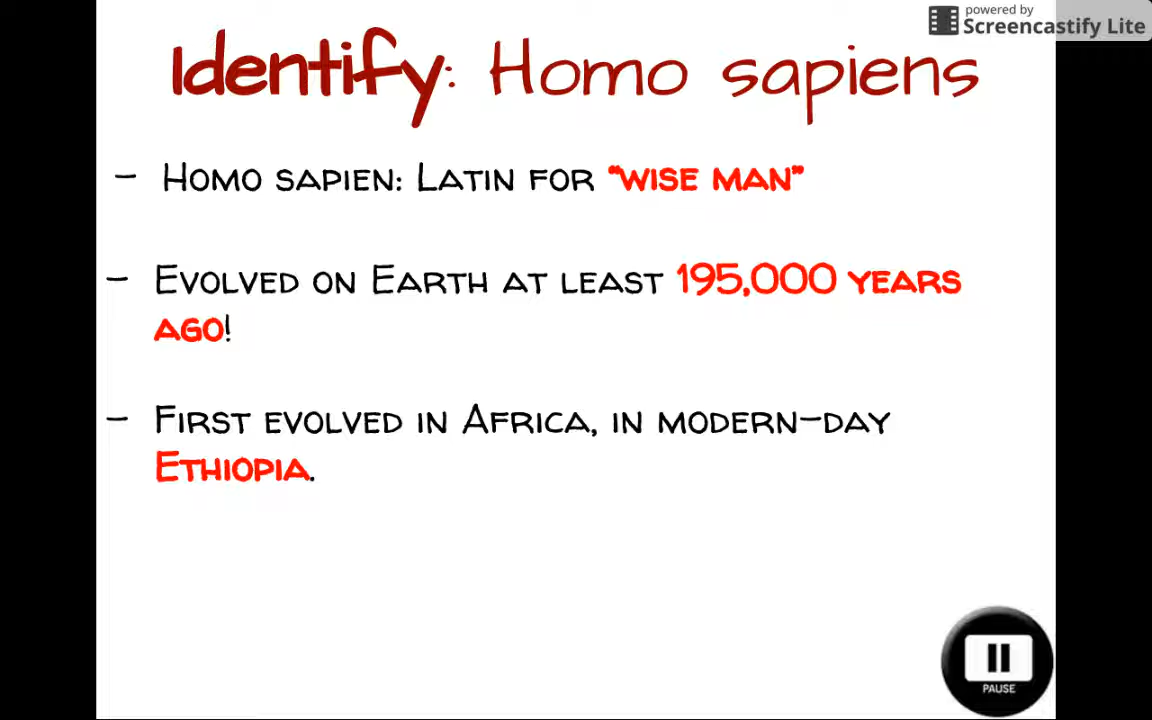 powered by
Screencastify Lite
Identify: Homo sapiens
- Homo sapien: Latin for "wise man"
- Evolved on Earth at least 195,000 years
ago!
- First evolved in Africa, in modern-day
Ethiopia.
PAUSE